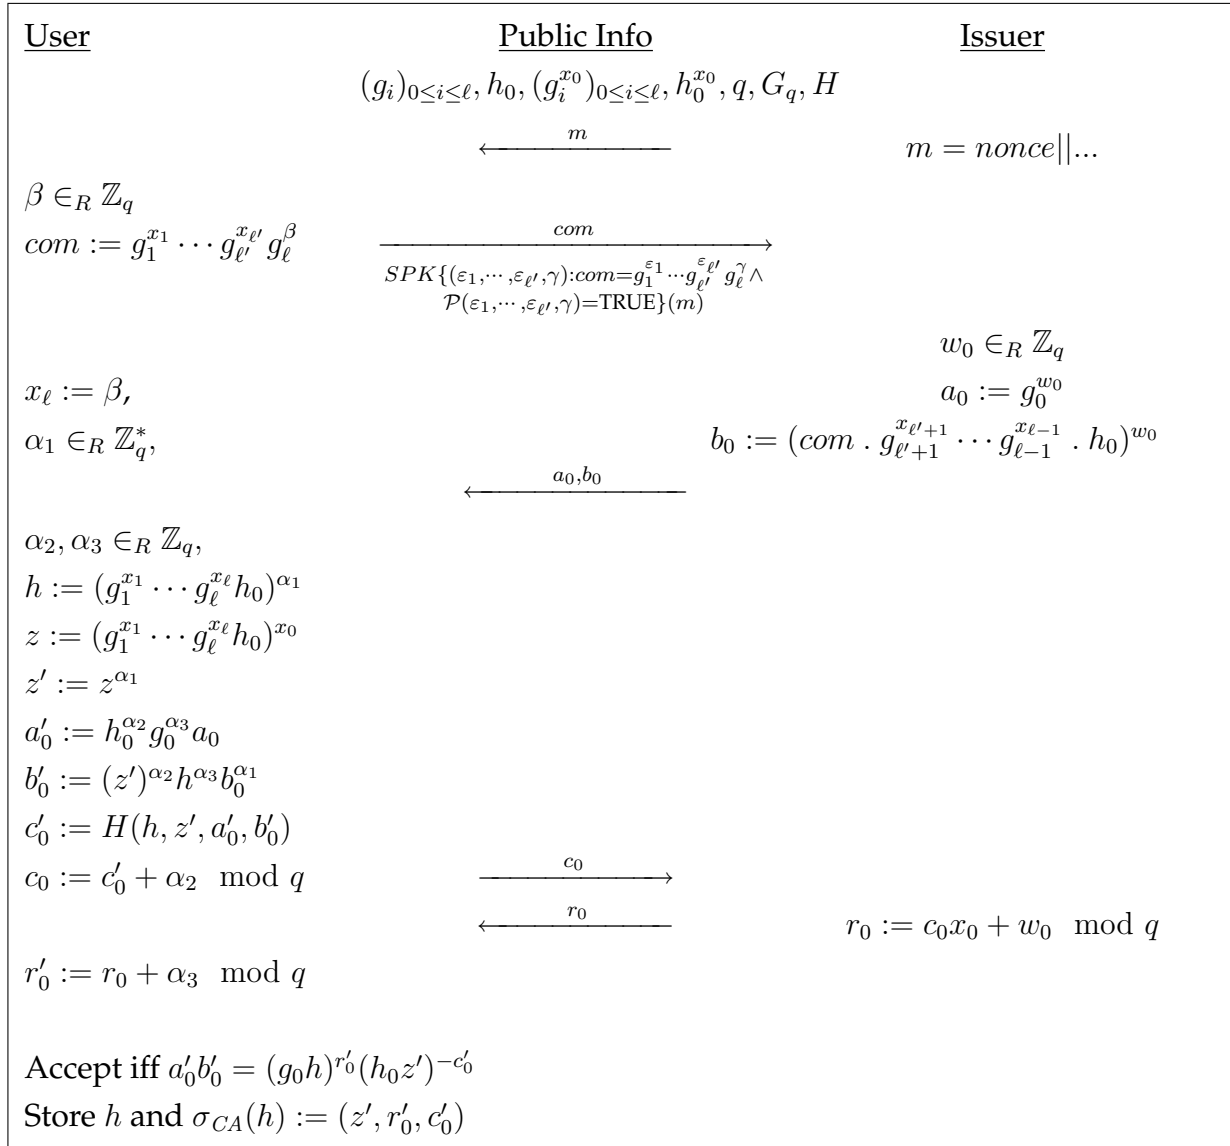 User Public Info Issuer
(g_i)_{0≤i≤ℓ}, h_0, (g_i^{x_0})_{0≤i≤ℓ}, h_0^{x_0}, q, G_q, H
m
m = nonce||...
β ∈_R ℤ_q
com := g_1^{x_1} ⋯ g_{ℓ'}^{x_{ℓ'}} g_ℓ^β
com
SPK{(ε_1,⋯,ε_{ℓ'},γ):com=g_1^{ε_1}⋯g_{ℓ'}^{ε_{ℓ'}} g_ℓ^γ ∧
𝒫(ε_1,⋯,ε_{ℓ'},γ)=TRUE}(m)
w_0 ∈_R ℤ_q
x_ℓ := β, a_0 := g_0^{w_0}
α_1 ∈_R ℤ_q^*, b_0 := (com . g_{ℓ'+1}^{x_{ℓ'+1}} ⋯ g_{ℓ-1}^{x_{ℓ-1}} . h_0)^{w_0}
a_0,b_0
α_2, α_3 ∈_R ℤ_q,
h := (g_1^{x_1} ⋯ g_ℓ^{x_ℓ} h_0)^{α_1}
z := (g_1^{x_1} ⋯ g_ℓ^{x_ℓ} h_0)^{x_0}
z' := z^{α_1}
a'_0 := h_0^{α_2} g_0^{α_3} a_0
b'_0 := (z')^{α_2} h^{α_3} b_0^{α_1}
c'_0 := H(h, z', a'_0, b'_0)
c_0 := c'_0 + α_2 mod q c_0
r_0 r_0 := c_0x_0 + w_0 mod q
r'_0 := r_0 + α_3 mod q
Accept iff a'_0b'_0 = (g_0h)^{r'_0}(h_0z')^{-c'_0}
Store h and σ_{CA}(h) := (z', r'_0, c'_0)